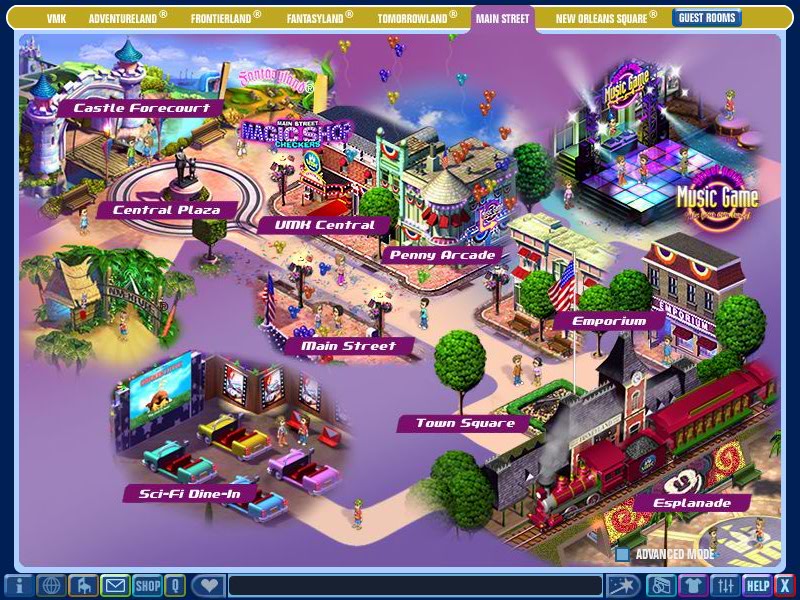 VMK ADVENTURELAND® FRONTIERLAND® FANTASYLAND® TOMORROWLAND® MAIN STREET NEW ORLEANS SQUARE® GUEST ROOMS
Fantasyland®
Music Game
Castle Forecourt
MAIN STREET
MAGIC SHOP
CHECKERS
Music Game
Central Plaza
VMK Central
Penny Arcade
Emporium
EMPORIUM
Main Street
Town Square
Sci-Fi Dine-In
Esplanade
ADVANCED MODE
SHOP Q HELP X